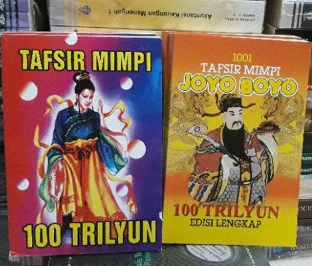 Akuntansi Keuangan Menengah 1
TAFSIR MIMPI
100 TRILYUN
1001
TAFSIR MIMPI
JOYO BOYO
100 TRILYUN
EDISI LENGKAP